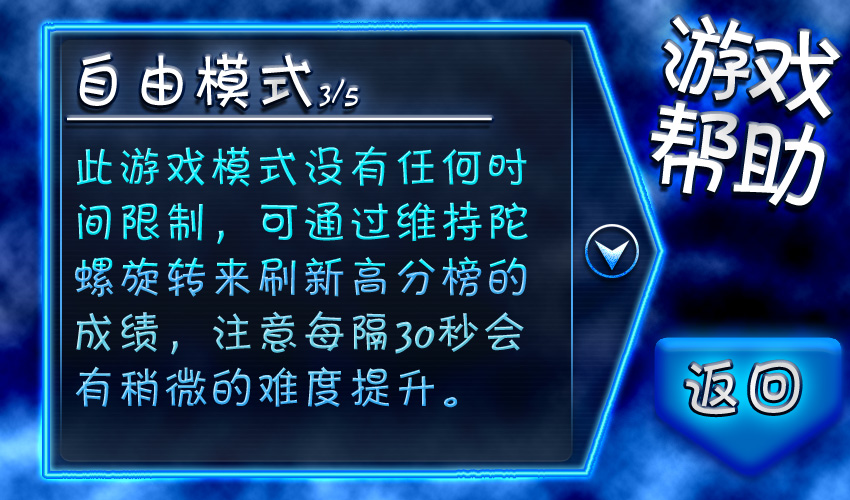 自由模式3/5
此游戏模式没有任何时
间限制，可通过维持陀
螺旋转来刷新高分榜的
成绩，注意每隔30秒会
有稍微的难度提升。
游戏
帮助
返回